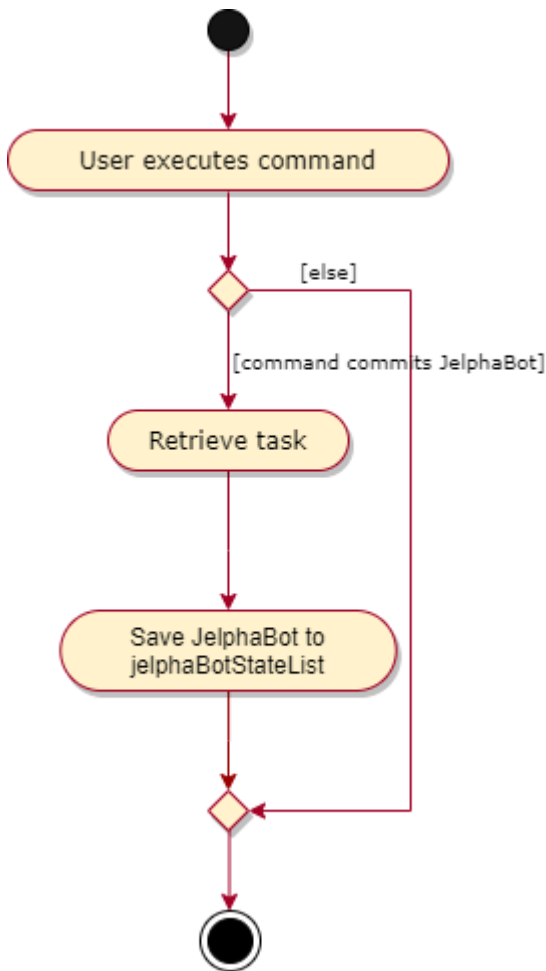 User executes command
[else]
[command commits JelphaBot]
Retrieve task
Save JelphaBot to
jelphaBotStateList